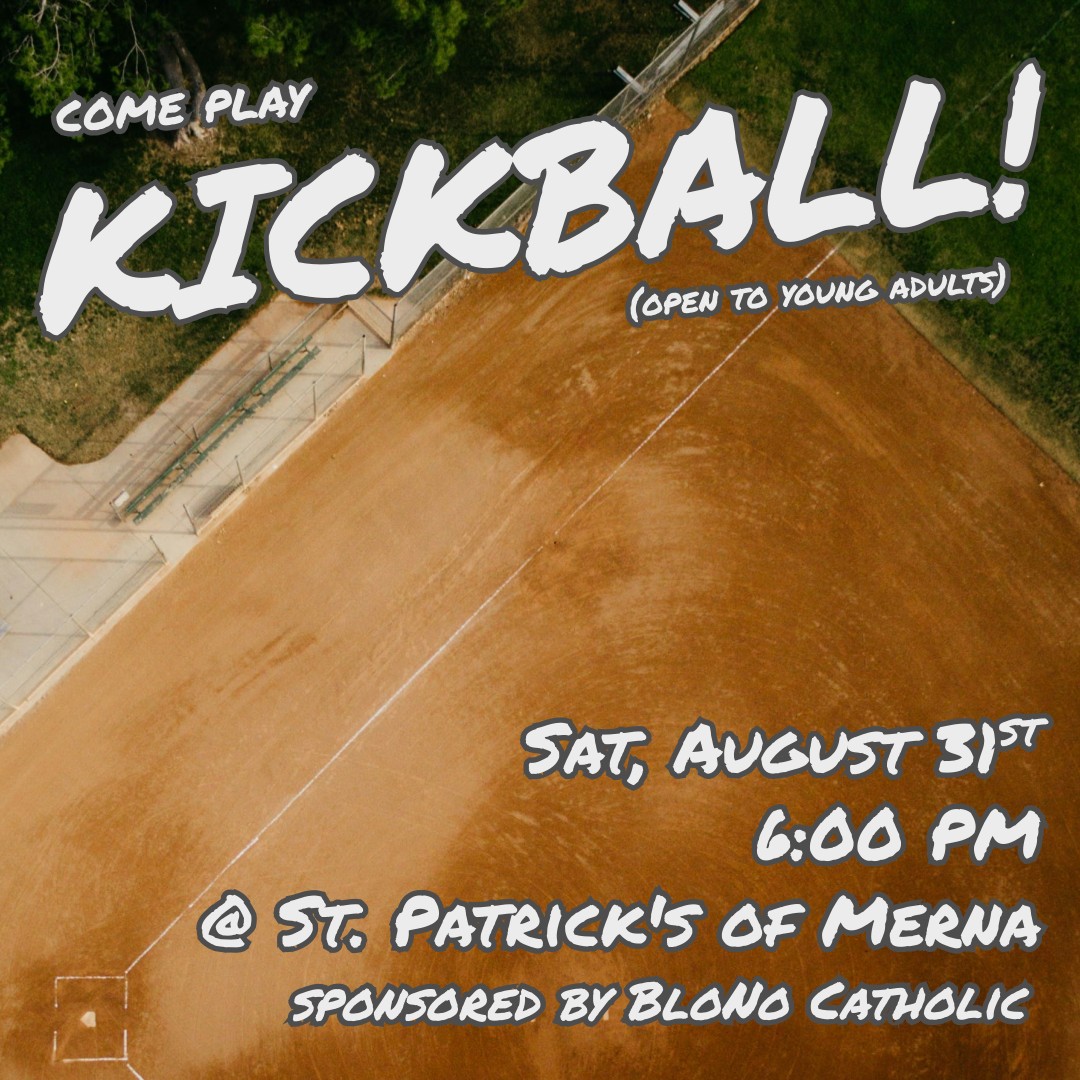 COME PLAY
KICKBALL!
(OPEN TO YOUNG ADULTS)
SAT, AUGUST 31ST
6:00 PM
@ ST. PATRICK'S OF MERNA
SPONSORED BY BLONO CATHOLIC